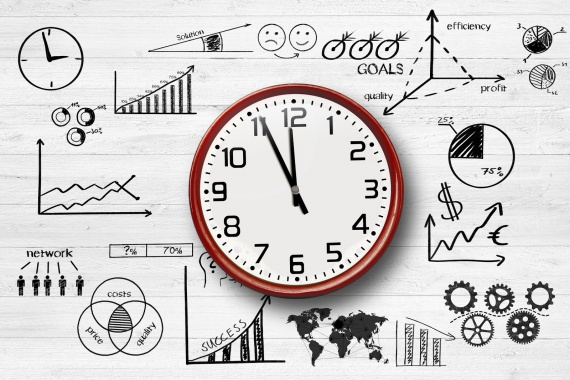 solution
GOALS
efficiency
quality
profit
25%
75%
50%
$
€
network
?%
70%
costs
price
quality
SUCCESS
??
12
1
2
3
4
5
6
7
8
9
10
11